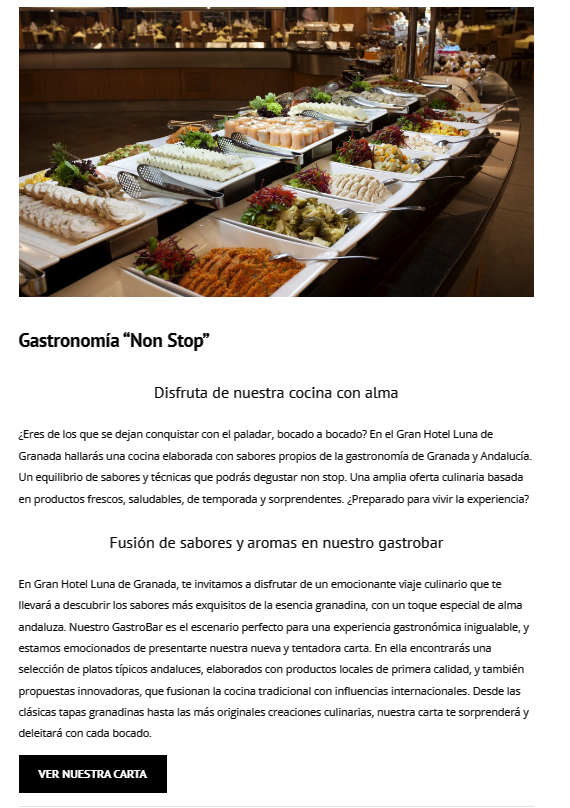 Gastronomía “Non Stop”
Disfruta de nuestra cocina con alma
¿Eres de los que se dejan conquistar con el paladar, bocado a bocado? En el Gran Hotel Luna de
Granada hallarás una cocina elaborada con sabores propios de la gastronomía de Granada y Andalucía.
Un equilibrio de sabores y técnicas que podrás degustar non stop. Una amplia oferta culinaria basada
en productos frescos, saludables, de temporada y sorprendentes. ¿Preparado para vivir la experiencia?
Fusión de sabores y aromas en nuestro gastrobar
En Gran Hotel Luna de Granada, te invitamos a disfrutar de un emocionante viaje culinario que te
llevará a descubrir los sabores más exquisitos de la esencia granadina, con un toque especial de alma
andaluza. Nuestro GastroBar es el escenario perfecto para una experiencia gastronómica inigualable, y
estamos emocionados de presentarte nuestra nueva y tentadora carta. En ella encontrarás una
selección de platos típicos andaluces, elaborados con productos locales de primera calidad, y también
propuestas innovadoras, que fusionan la cocina tradicional con influencias internacionales. Desde las
clásicas tapas granadinas hasta las más originales creaciones culinarias, nuestra carta te sorprenderá y
deleitará con cada bocado.
VER NUESTRA CARTA